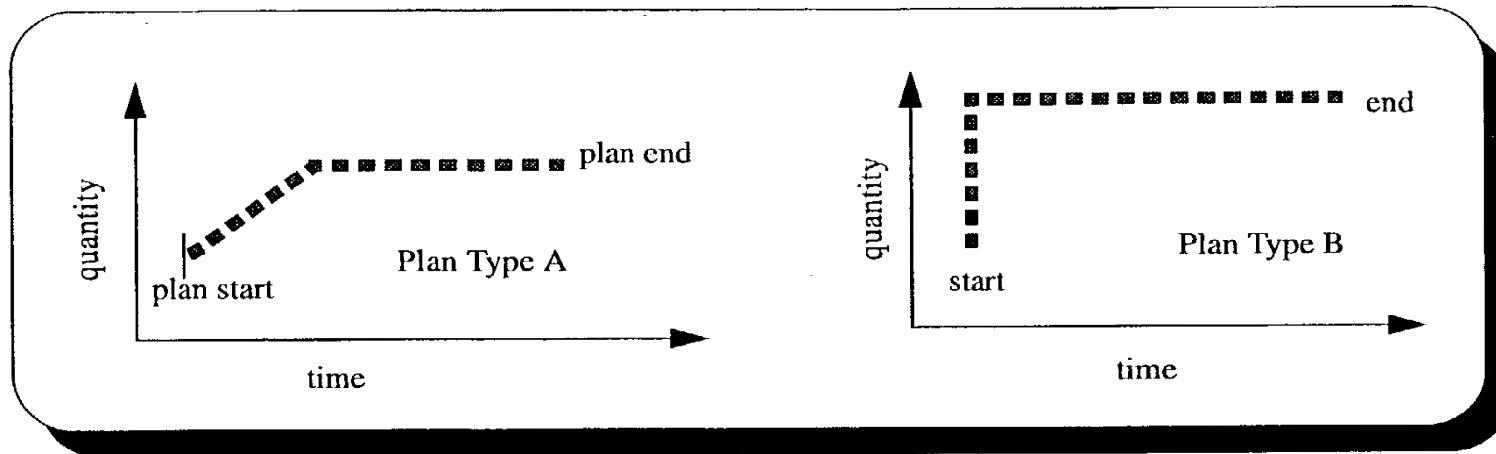 quantity
plan end
Plan Type A
plan start
time
quantity
end
Plan Type B
start
time